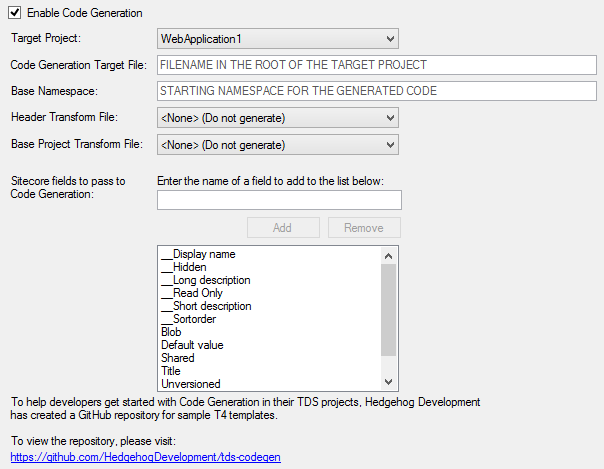 Enable Code Generation
Target Project: WebApplication1
Code Generation Target File: FILENAME IN THE ROOT OF THE TARGET PROJECT
Base Namespace: STARTING NAMESPACE FOR THE GENERATED CODE
Header Transform File: <None> (Do not generate)
Base Project Transform File: <None> (Do not generate)
Sitecore fields to pass to
Code Generation:
Enter the name of a field to add to the list below:
Add Remove
__Display name
__Hidden
__Long description
__Read Only
__Short description
__Sortorder
Blob
Default value
Shared
Title
Unversioned
To help developers get started with Code Generation in their TDS projects, Hedgehog Development
has created a GitHub repository for sample T4 templates.
To view the repository, please visit:
https://github.com/HedgehogDevelopment/tds-codegen